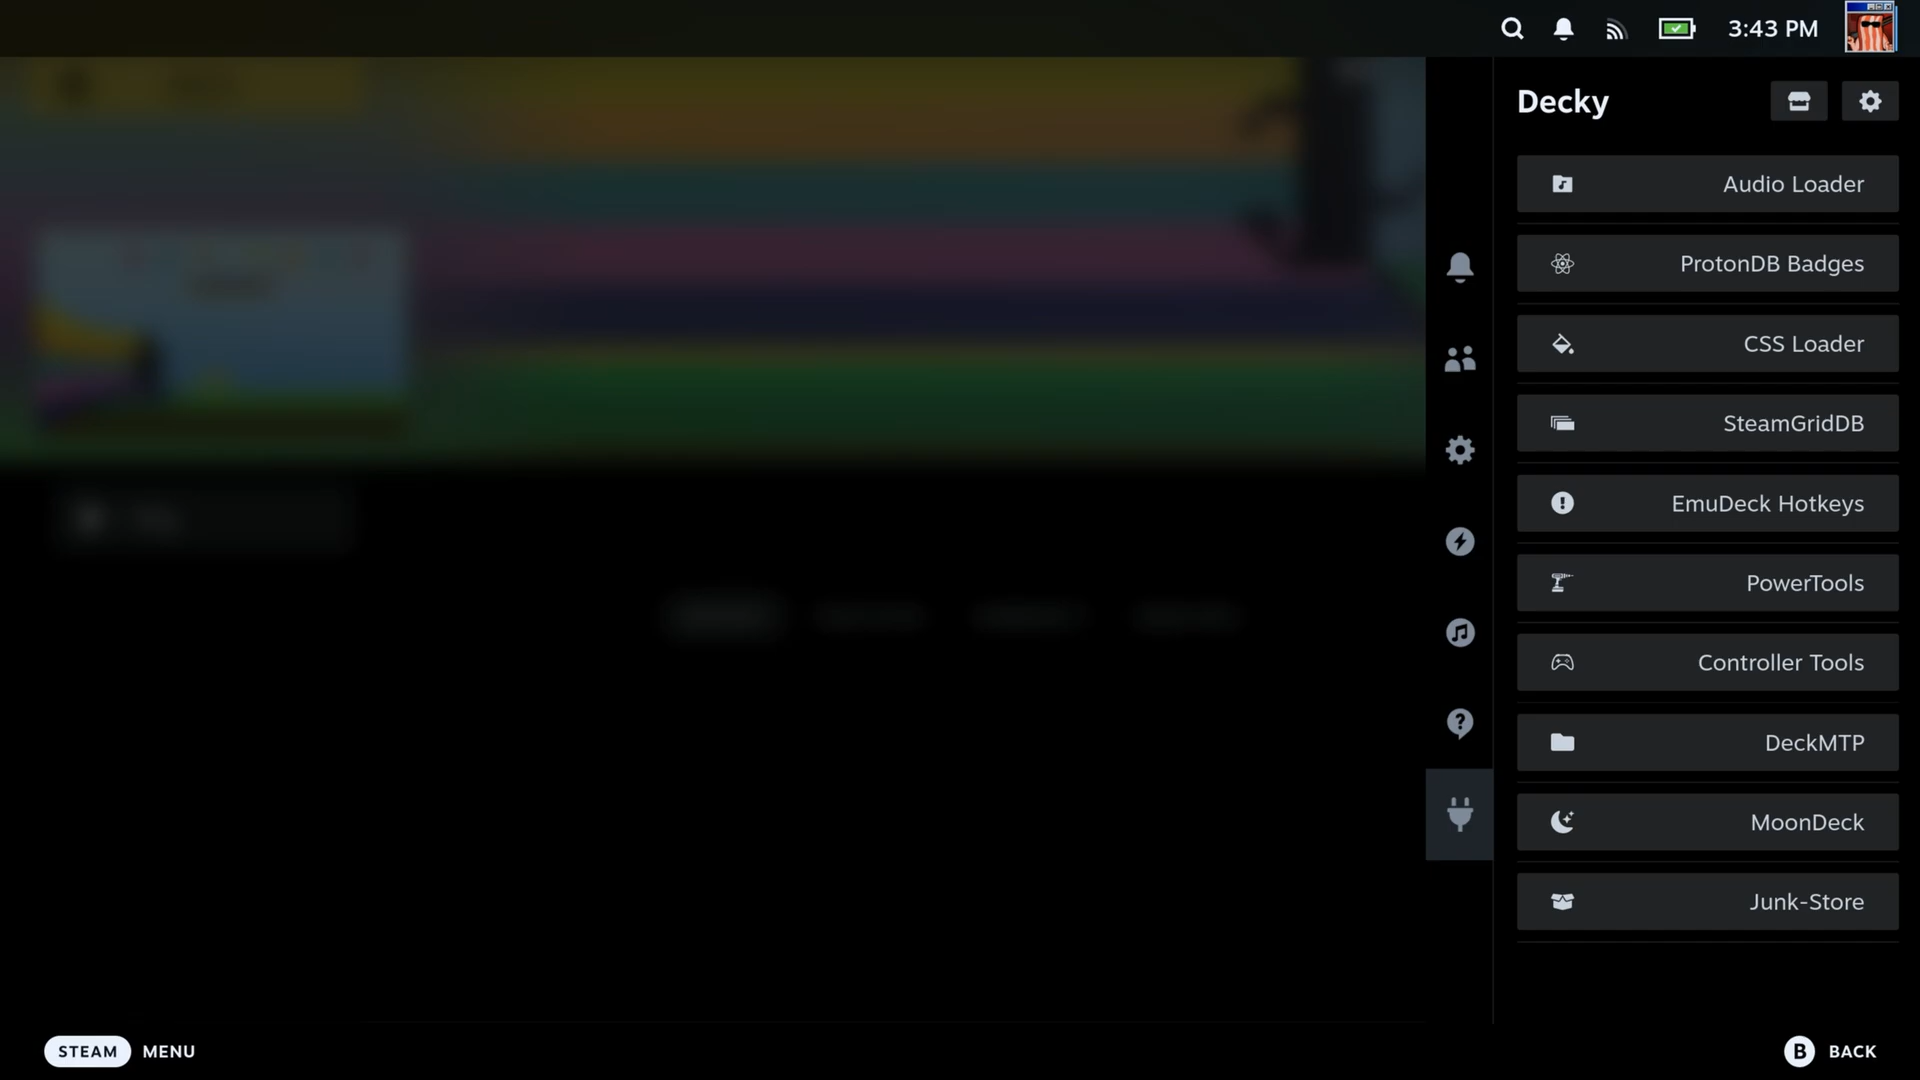 3:43 PM
Decky
Audio Loader
ProtonDB Badges
CSS Loader
SteamGridDB
EmuDeck Hotkeys
PowerTools
Controller Tools
DeckMTP
MoonDeck
Junk-Store
STEAM MENU
B BACK